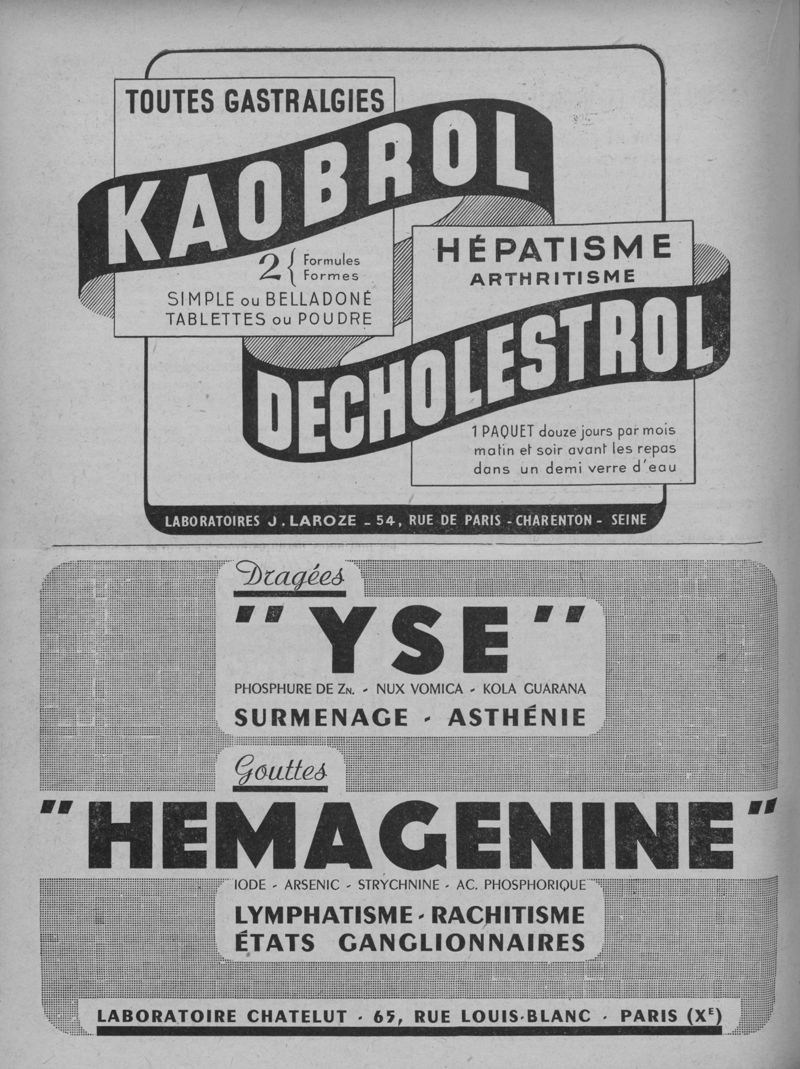 TOUTES GASTRALGIES
KAOBROL
2 { Formules
Formes
SIMPLE ou BELLADONÉ
TABLETTES ou POUDRE
HÉPATISME
ARTHRITISME
DECHOLESTROL
1 PAQUET douze jours par mois
matin et soir avant les repas
dans un demi verre d'eau
LABORATOIRES J. LAROZE - 54, RUE DE PARIS - CHARENTON - SEINE
Dragées
"YSE"
PHOSPHURE DE ZN. - NUX VOMICA - KOLA GUARANA
SURMENAGE - ASTHÉNIE
Gouttes
"HEMAGENINE"
IODE - ARSENIC - STRYCHNINE - AC. PHOSPHORIQUE
LYMPHATISME - RACHITISME
ÉTATS GANGLIONNAIRES
LABORATOIRE CHATELUT - 65, RUE LOUIS-BLANC - PARIS (XE)